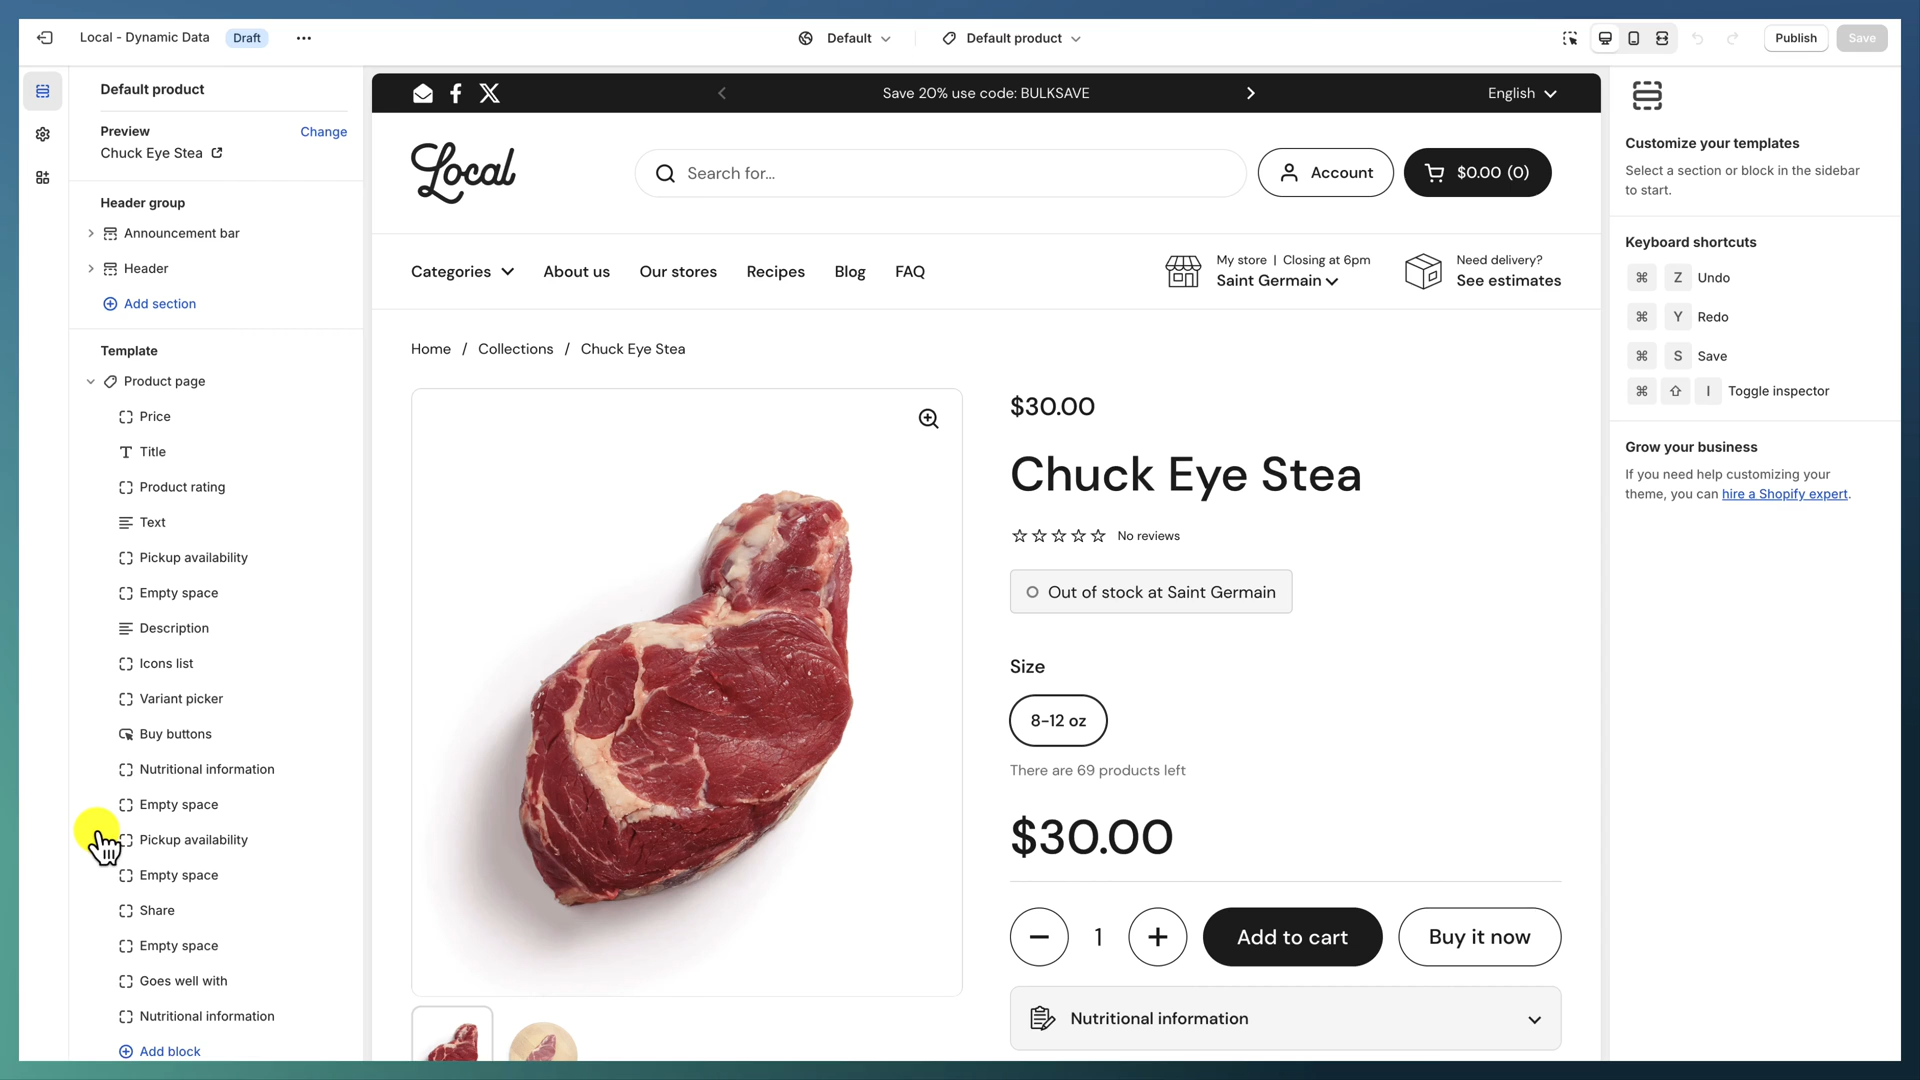 Local - Dynamic Data
Draft
Default
Default product
Publish
Save
Default product
Preview
Change
Chuck Eye Stea
Header group
Announcement bar
Header
Add section
Template
Product page
Price
Title
Product rating
Text
Pickup availability
Empty space
Description
Icons list
Variant picker
Buy buttons
Nutritional information
Empty space
Pickup availability
Empty space
Share
Empty space
Goes well with
Nutritional information
Add block
Save 20% use code: BULKSAVE
English
Local
Search for...
Account
$0.00 (0)
Categories
About us
Our stores
Recipes
Blog
FAQ
My store | Closing at 6pm
Saint Germain
Need delivery?
See estimates
Home / Collections / Chuck Eye Stea
$30.00
Chuck Eye Stea
No reviews
Out of stock at Saint Germain
Size
8-12 oz
There are 69 products left
$30.00
1
Add to cart
Buy it now
Nutritional information
Customize your templates
Select a section or block in the sidebar
to start.
Keyboard shortcuts
⌘ Z Undo
⌘ Y Redo
⌘ S Save
⌘ ⇧ I Toggle inspector
Grow your business
If you need help customizing your
theme, you can hire a Shopify expert.